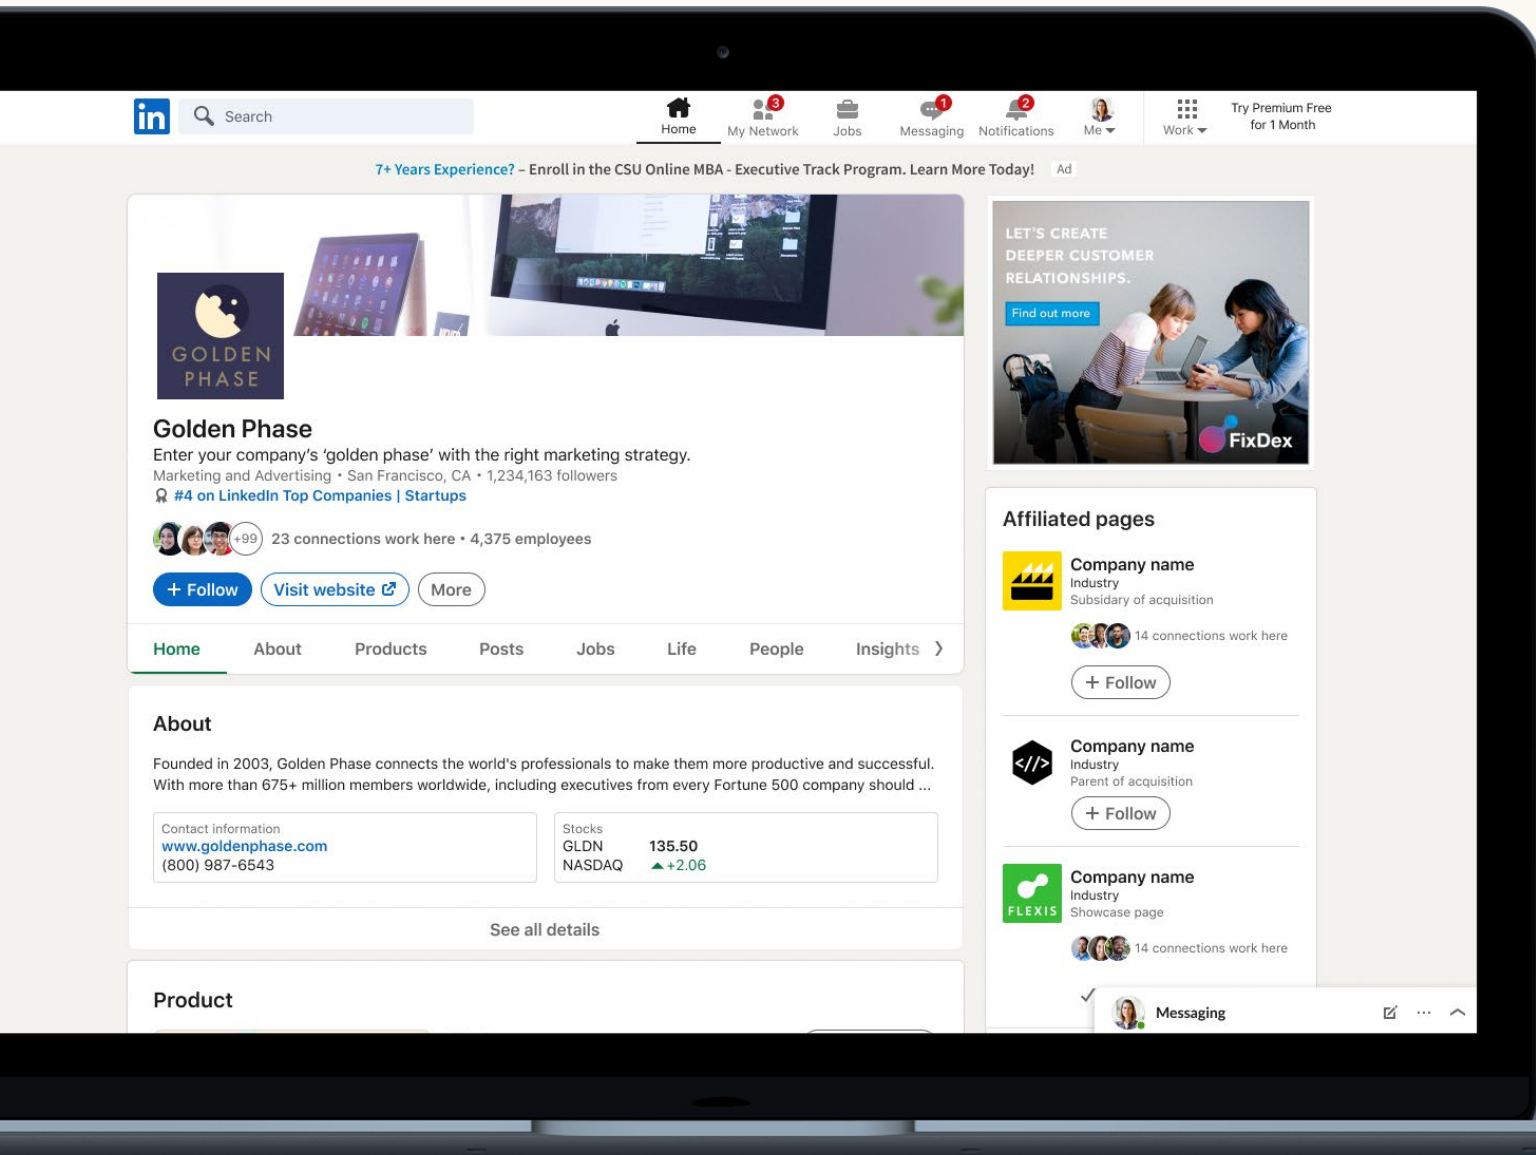 in
Search
Home
3
My Network
Jobs
1
Messaging
2
Notifications
Me
Work
Try Premium Free
for 1 Month
7+ Years Experience? – Enroll in the CSU Online MBA - Executive Track Program. Learn More Today!
Ad
GOLDEN
PHASE
Golden Phase
Enter your company’s ‘golden phase’ with the right marketing strategy.
Marketing and Advertising • San Francisco, CA • 1,234,163 followers
#4 on LinkedIn Top Companies | Startups
+99
23 connections work here • 4,375 employees
+ Follow
Visit website
More
Home
About
Products
Posts
Jobs
Life
People
Insights
About
Founded in 2003, Golden Phase connects the world's professionals to make them more productive and successful.
With more than 675+ million members worldwide, including executives from every Fortune 500 company should ...
Contact information
www.goldenphase.com
(800) 987-6543
Stocks
GLDN 135.50
NASDAQ +2.06
See all details
Product
LET'S CREATE
DEEPER CUSTOMER
RELATIONSHIPS.
Find out more
FixDex
Affiliated pages
Company name
Industry
Subsidary of acquisition
14 connections work here
+ Follow
</>
Company name
Industry
Parent of acquisition
+ Follow
FLEXIS
Company name
Industry
Showcase page
14 connections work here
Messaging